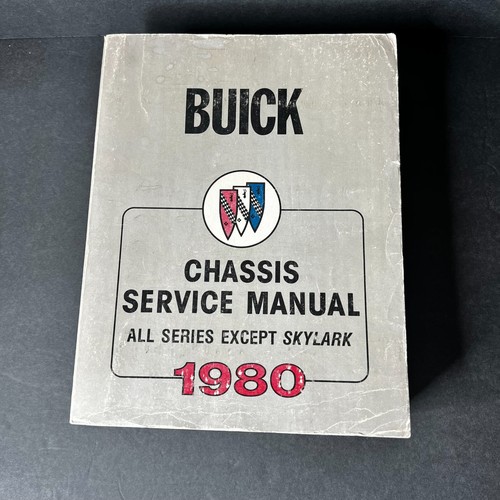 BUICK
CHASSIS
SERVICE MANUAL
ALL SERIES EXCEPT SKYLARK
1980